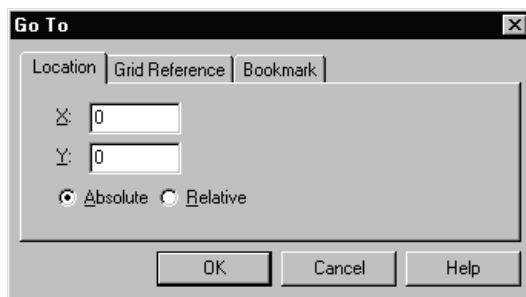 Go To
Location Grid Reference Bookmark
X: 0
Y: 0
Absolute Relative
OK Cancel Help